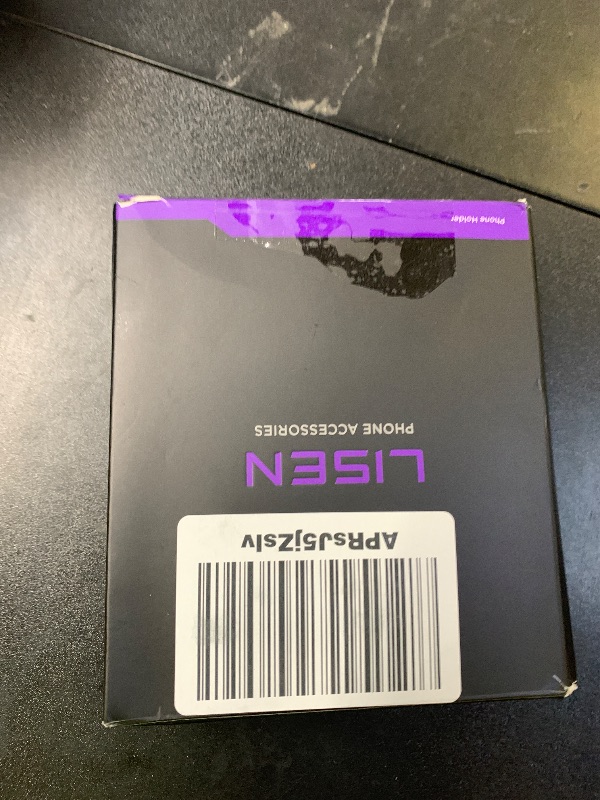 APRsJ5jZslv
LISEN
PHONE ACCESSORIES
Phone Holder